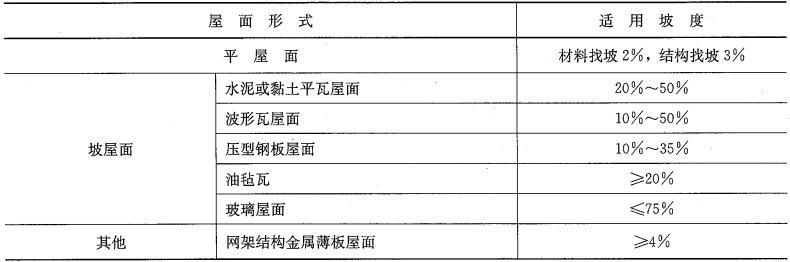 屋面形式 适用坡度
平屋面 材料找坡2%，结构找坡3%
水泥或黏土平瓦屋面 20%~50%
波形瓦屋面 10%~50%
坡屋面 压型钢板屋面 10%~35%
油毡瓦 ≥20%
玻璃屋面 ≤75%
其他 网架结构金属薄板屋面 ≥4%